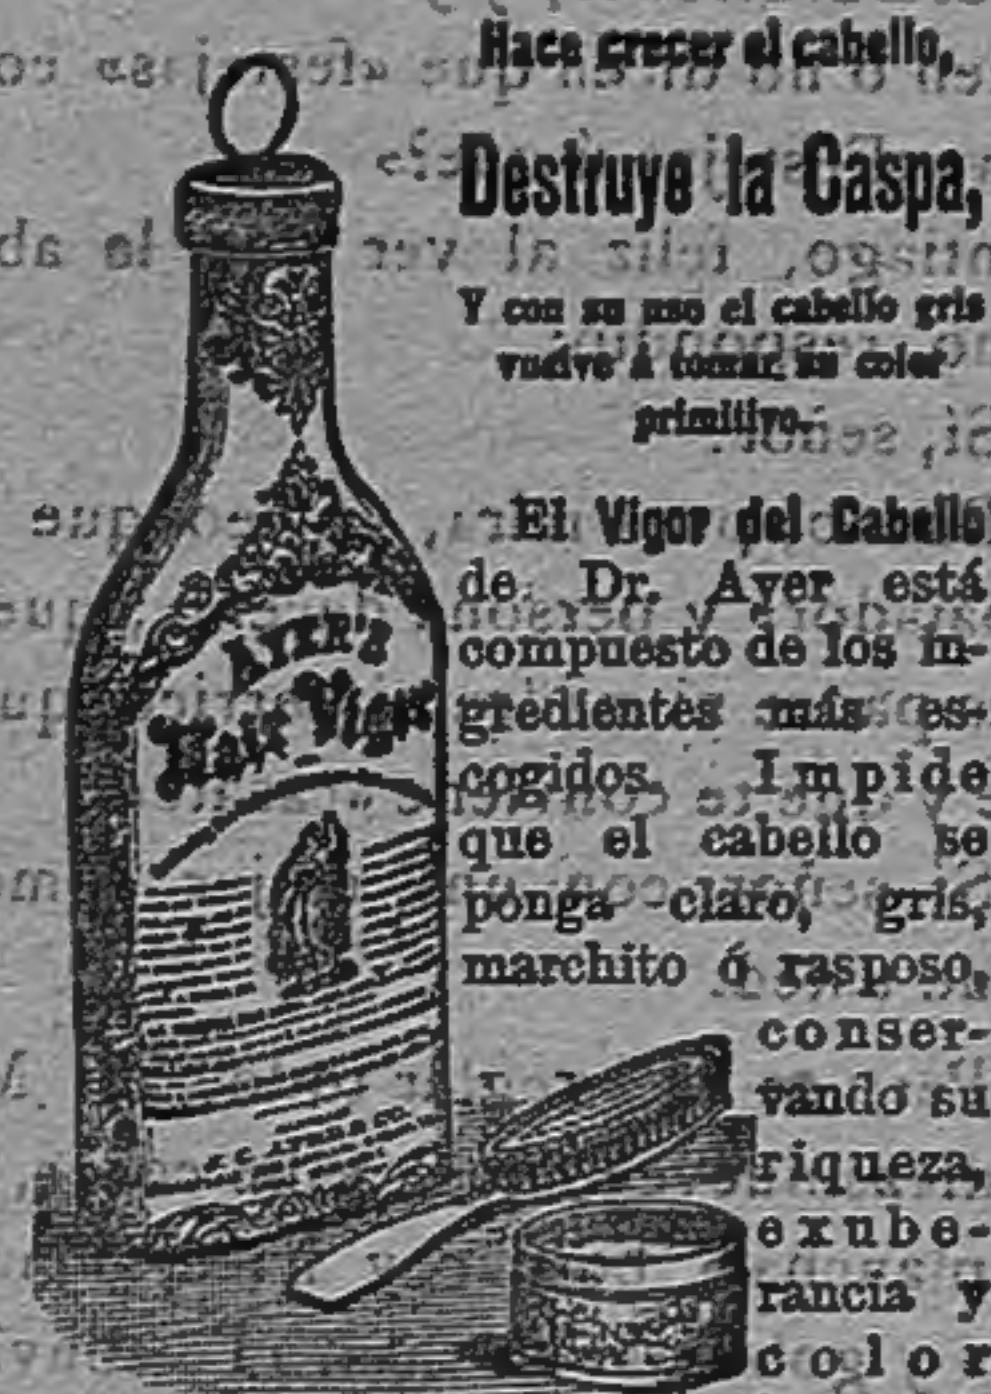 Hace crecer el cabello,
Destruye la Caspa,
Y con su uso el cabello gris
vuelve á tomar su color
primitivo.
El Vigor del Cabello
de Dr. Ayer está
compuesto de los in-
gredientes más es-
cogidos. Impide
que el cabello se
ponga claro, gris,
marchito ó rasposo,
conser-
vando su
riqueza,
exube-
rancia y
color
AYER'S
Hair Vigor
J. C. AYER & CO.